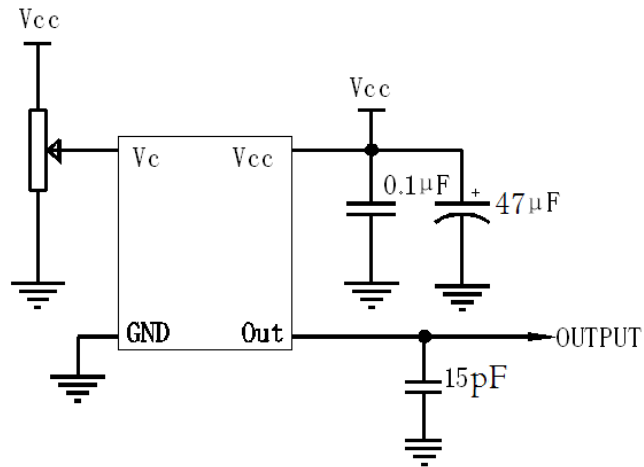 Vcc
Vcc
Vc
Vcc
0.1μF
+
47μF
GND
Out
OUTPUT
15pF